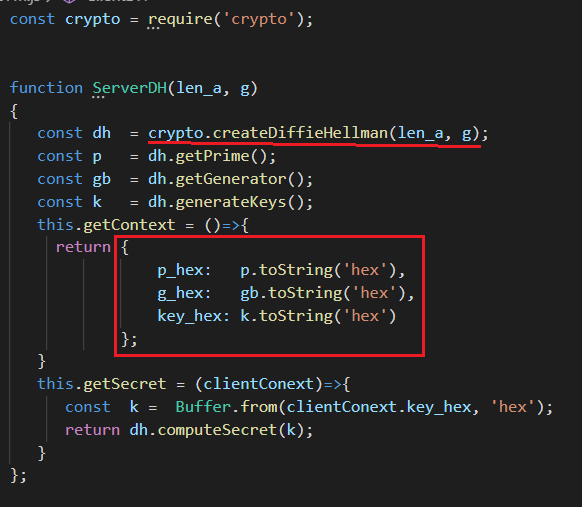 const crypto = require('crypto');
function ServerDH(len_a, g)
{
const dh = crypto.createDiffieHellman(len_a, g);
const p = dh.getPrime();
const gb = dh.getGenerator();
const k = dh.generateKeys();
this.getContext = ()=>{
return {
p_hex: p.toString('hex'),
g_hex: gb.toString('hex'),
key_hex: k.toString('hex')
};
}
this.getSecret = (clientConext)=>{
const k = Buffer.from(clientConext.key_hex, 'hex');
return dh.computeSecret(k);
}
};